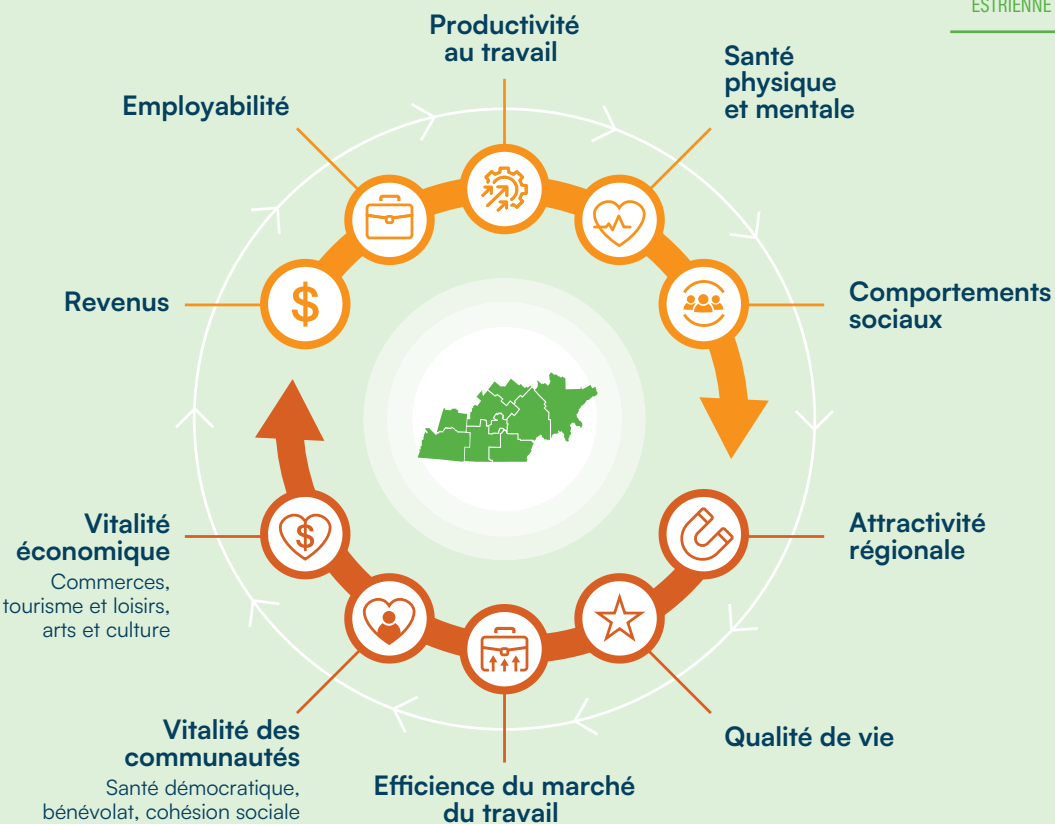 ESTRIENNE
Productivité
au travail
Santé
physique
et mentale
Employabilité
Revenus
$
Comportements
sociaux
Vitalité
économique
Commerces,
tourisme et loisirs,
arts et culture
$
Attractivité
régionale
Vitalité des
communautés
Santé démocratique,
bénévolat, cohésion sociale
Efficience du marché
du travail
Qualité de vie